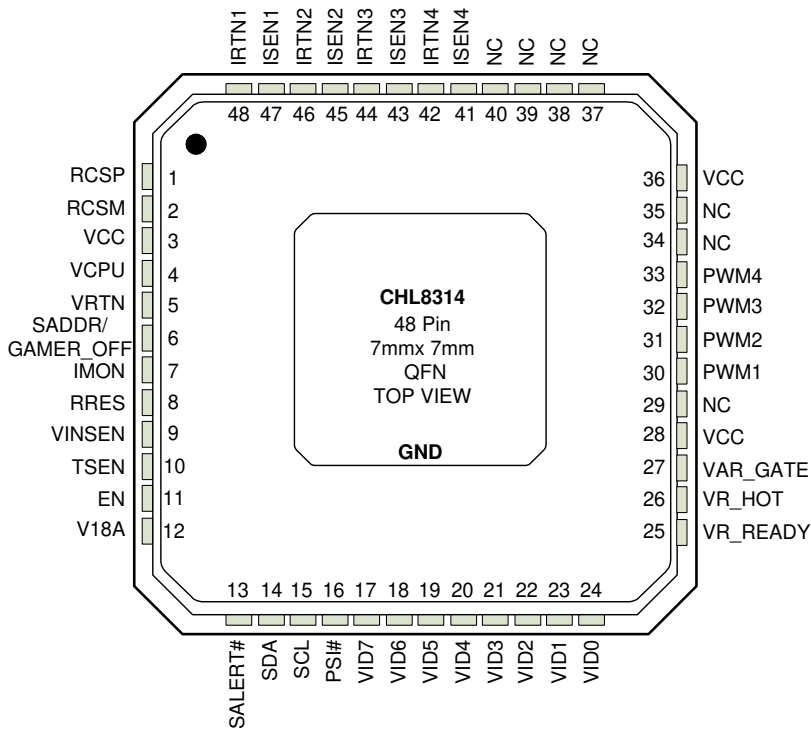 IRTN1
ISEN1
IRTN2
ISEN2
IRTN3
ISEN3
IRTN4
ISEN4
NC
NC
NC
NC
48 47 46 45 44 43 42 41 40 39 38 37
RCSP 1
RCSM 2
VCC 3
VCPU 4
VRTN 5
SADDR/
GAMER_OFF 6
IMON 7
RRES 8
VINSEN 9
TSEN 10
EN 11
V18A 12
CHL8314
48 Pin
7mmx 7mm
QFN
TOP VIEW
GND
36 VCC
35 NC
34 NC
33 PWM4
32 PWM3
31 PWM2
30 PWM1
29 NC
28 VCC
27 VAR_GATE
26 VR_HOT
25 VR_READY
13 14 15 16 17 18 19 20 21 22 23 24
SALERT#
SDA
SCL
PSI#
VID7
VID6
VID5
VID4
VID3
VID2
VID1
VID0